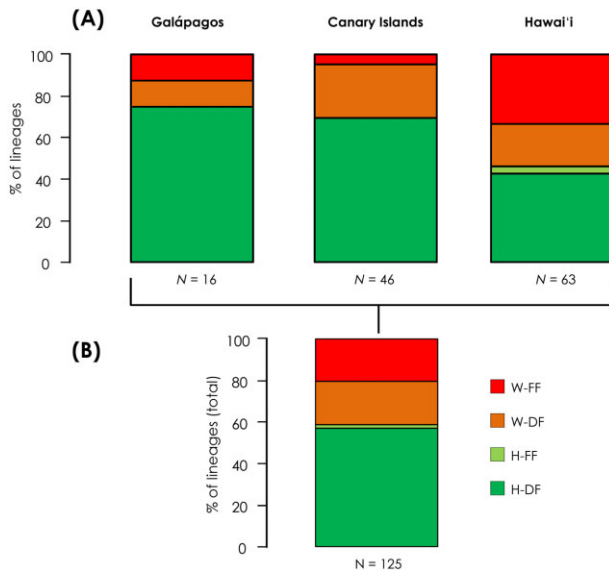 (A) Galápagos Canary Islands Hawaiʻi
100
80
60
40
20
0
% of lineages
N = 16 N = 46 N = 63
(B)
100
80
60
40
20
0
% of lineages (total)
W-FF
W-DF
H-FF
H-DF
N = 125